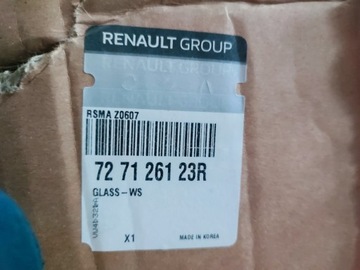 RENAULT GROUP
RSMA Z0607
72 71 261 23R
GLASS-WS
X1
MADE IN KOREA